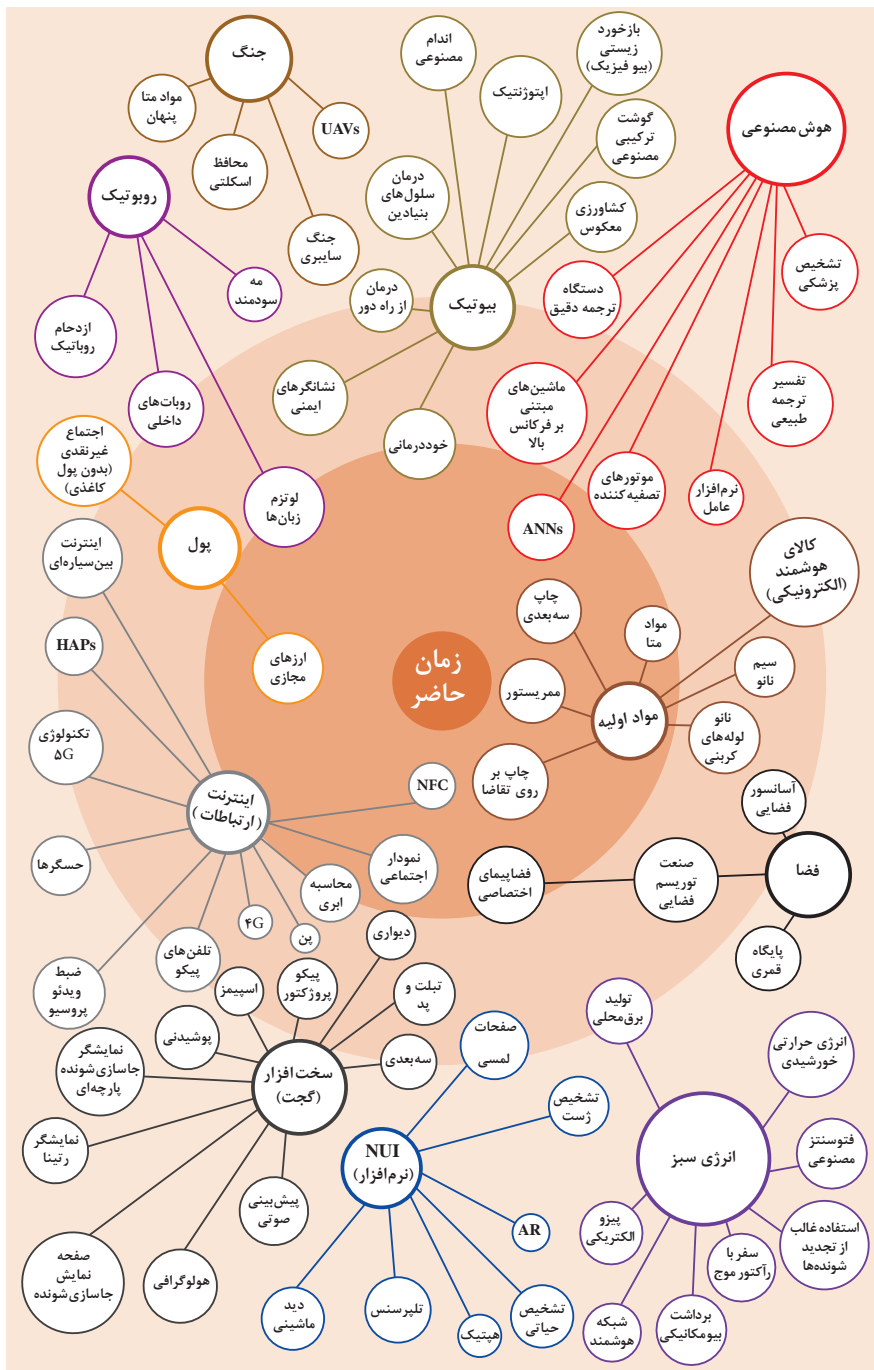 جنگ
مواد متا
پنهان
محافظ
اسکلتی
جنگ
سایبری
UAVs
روبوتیک
ازدحام
روباتیک
روبات‌های
داخلی
لوتزم
زبان‌ها
مه
سودمند
بیوتیک
اندام
مصنوعی
اپتوژنتیک
بازخورد
زیستی
(بیو فیزیک)
گوشت
ترکیبی
مصنوعی
کشاورزی
معکوس
درمان
سلول‌های
بنیادین
درمان
از راه دور
نشانگرهای
ایمنی
خوددرمانی
هوش مصنوعی
تشخیص
پزشکی
دستگاه
ترجمه دقیق
تفسیر
ترجمه
طبیعی
ماشین‌های
مبتنی
بر فرکانس
بالا
موتورهای
تصفیه کننده
نرم‌افزار
عامل
ANNs
پول
اجتماع
غیرنقدی
(بدون پول
کاغذی)
ارزهای
مجازی
زمان
حاضر
مواد اولیه
کالای
هوشمند
(الکترونیکی)
چاپ
سه‌بعدی
مواد
متا
سیم
نانو
ممریستور
نانو
لوله‌های
کربنی
چاپ بر
روی تقاضا
اینترنت
(ارتباطات)
اینترنت
بین‌سیاره‌ای
HAPs
تکنولوژی
۵G
حسگرها
ضبط
ویدئو
پروسیو
تلفن‌های
پیکو
۴G
پن
محاسبه
ابری
نمودار
اجتماعی
NFC
فضا
آسانسور
فضایی
صنعت
توریسم
فضایی
فضاپیمای
اختصاصی
پایگاه
قمری
سخت‌افزار
(گجت)
دیواری
پیکو
پروژکتور
اسپیمز
تبلت و
پد
پوشیدنی
سه‌بعدی
نمایشگر
جاسازی‌شونده
پارچه‌ای
نمایشگر
رتینا
پیش‌بینی
صوتی
هولوگرافی
صفحه
نمایش
جاسازی‌شونده
NUI
(نرم‌افزار)
صفحات
لمسی
تشخیص
ژست
AR
تشخیص
حیاتی
هپتیک
تلپرسنس
دید
ماشینی
انرژی سبز
تولید
برق‌محلی
انرژی حرارتی
خورشیدی
فتوسنتز
مصنوعی
استفاده غالب
از تجدید
شونده‌ها
سفر با
رآکتور موج
برداشت
بیومکانیکی
شبکه
هوشمند
پیزو
الکتریکی